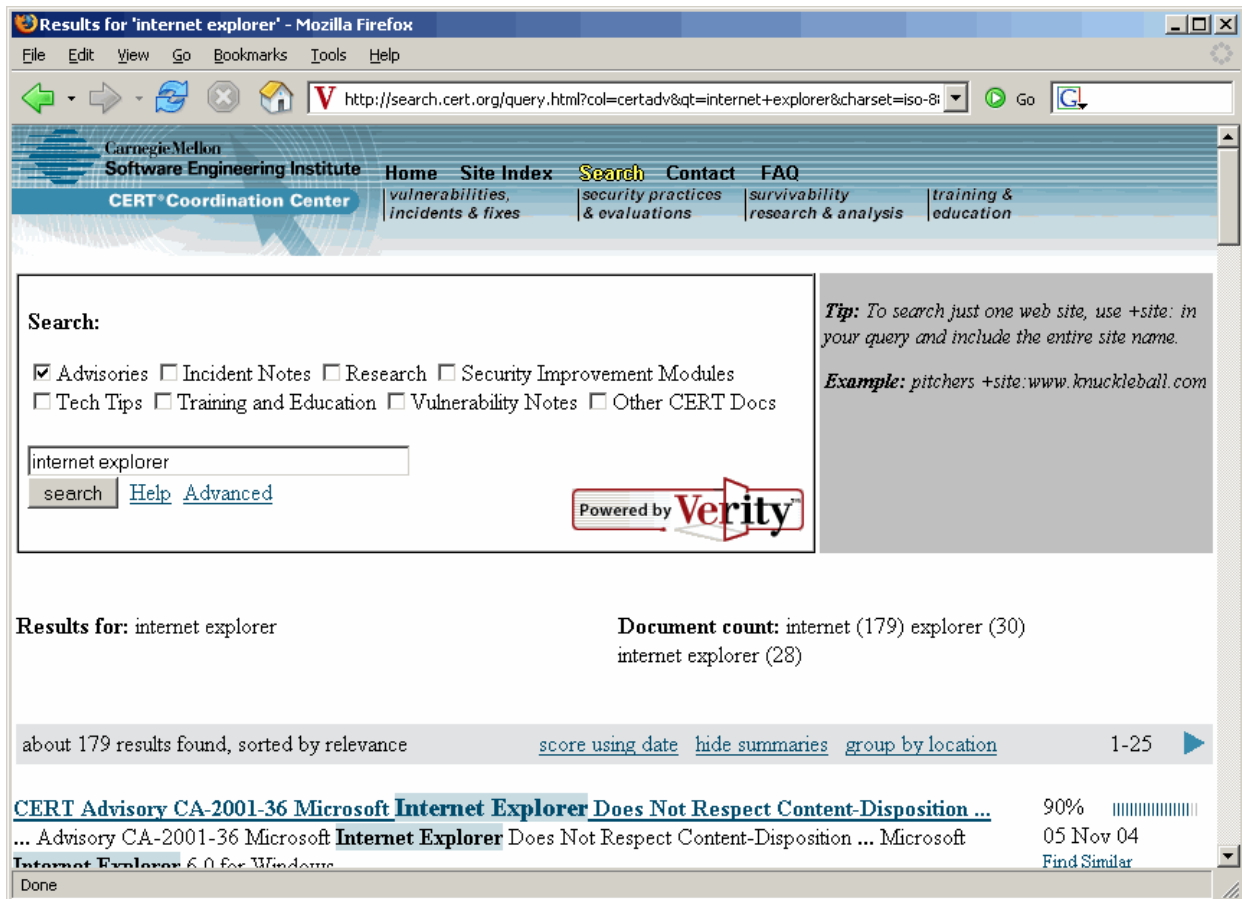 Results for 'internet explorer' - Mozilla Firefox
File Edit View Go Bookmarks Tools Help
http://search.cert.org/query.html?col=certadv&qt=internet+explorer&charset=iso-8 Go
Carnegie Mellon
Software Engineering Institute
CERT® Coordination Center
Home Site Index Search Contact FAQ
vulnerabilities, incidents & fixes
security practices & evaluations
survivability research & analysis
training & education
Search:
Advisories Incident Notes Research Security Improvement Modules
Tech Tips Training and Education Vulnerability Notes Other CERT Docs
internet explorer
search Help Advanced
Powered by Verity™
Tip: To search just one web site, use +site: in
your query and include the entire site name.
Example: pitchers +site:www.knuckleball.com
Results for: internet explorer
Document count: internet (179) explorer (30)
internet explorer (28)
about 179 results found, sorted by relevance score using date hide summaries group by location 1-25
CERT Advisory CA-2001-36 Microsoft Internet Explorer Does Not Respect Content-Disposition ... 90%
... Advisory CA-2001-36 Microsoft Internet Explorer Does Not Respect Content-Disposition ... Microsoft 05 Nov 04
Internet Explorer 6.0 for Windows Find Similar
Done